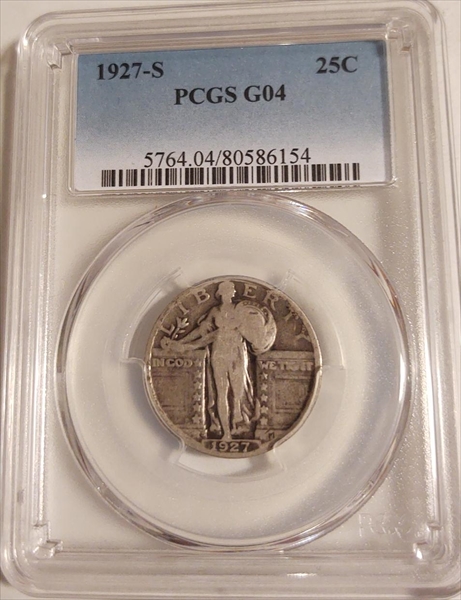 1927-S 25C
PCGS G04
5764.04/80586154
LIBERTY
IN GOD WE TRUST
1927